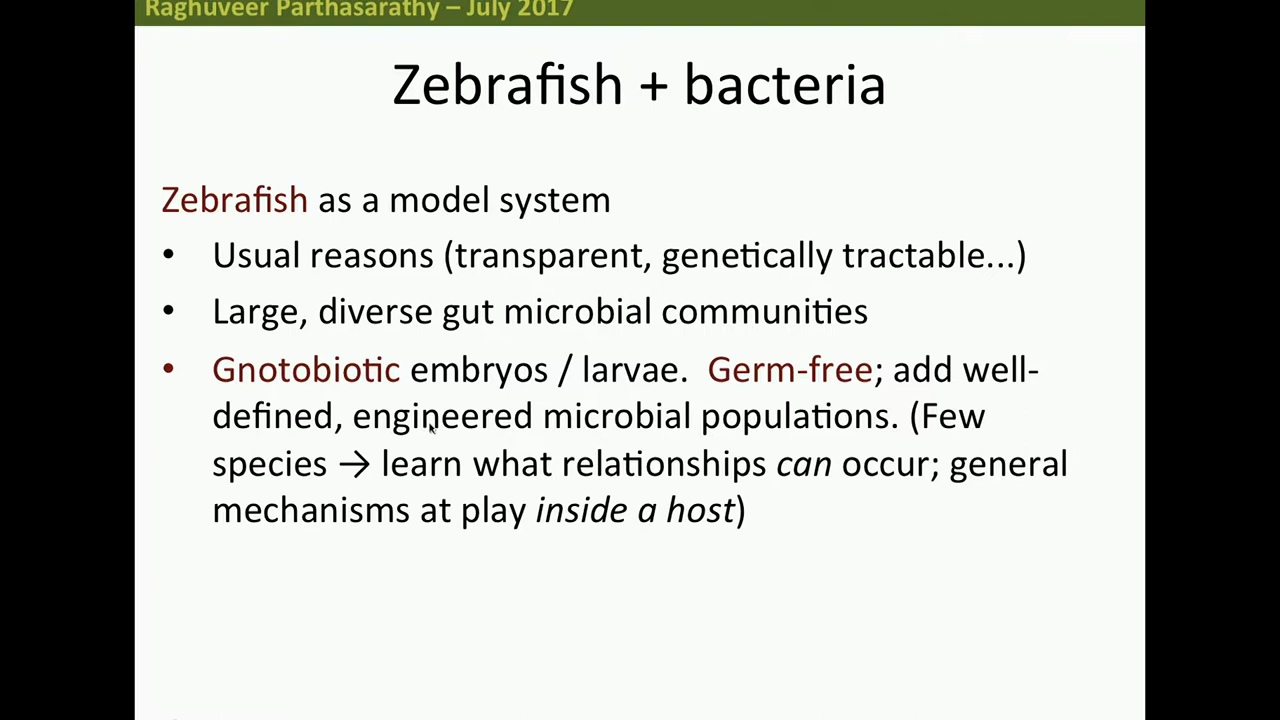 Raghuveer Parthasarathy – July 2017
Zebrafish + bacteria
Zebrafish as a model system
• Usual reasons (transparent, genetically tractable...)
• Large, diverse gut microbial communities
• Gnotobiotic embryos / larvae.  Germ-free; add well-
defined, engineered microbial populations. (Few
species → learn what relationships can occur; general
mechanisms at play inside a host)